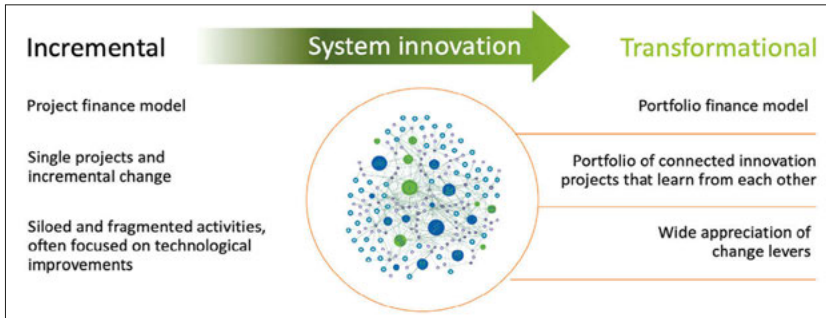 Incremental
System innovation
Transformational
Project finance model
Portfolio finance model
Single projects and
incremental change
Portfolio of connected innovation
projects that learn from each other
Siloed and fragmented activities,
often focused on technological
improvements
Wide appreciation of
change levers